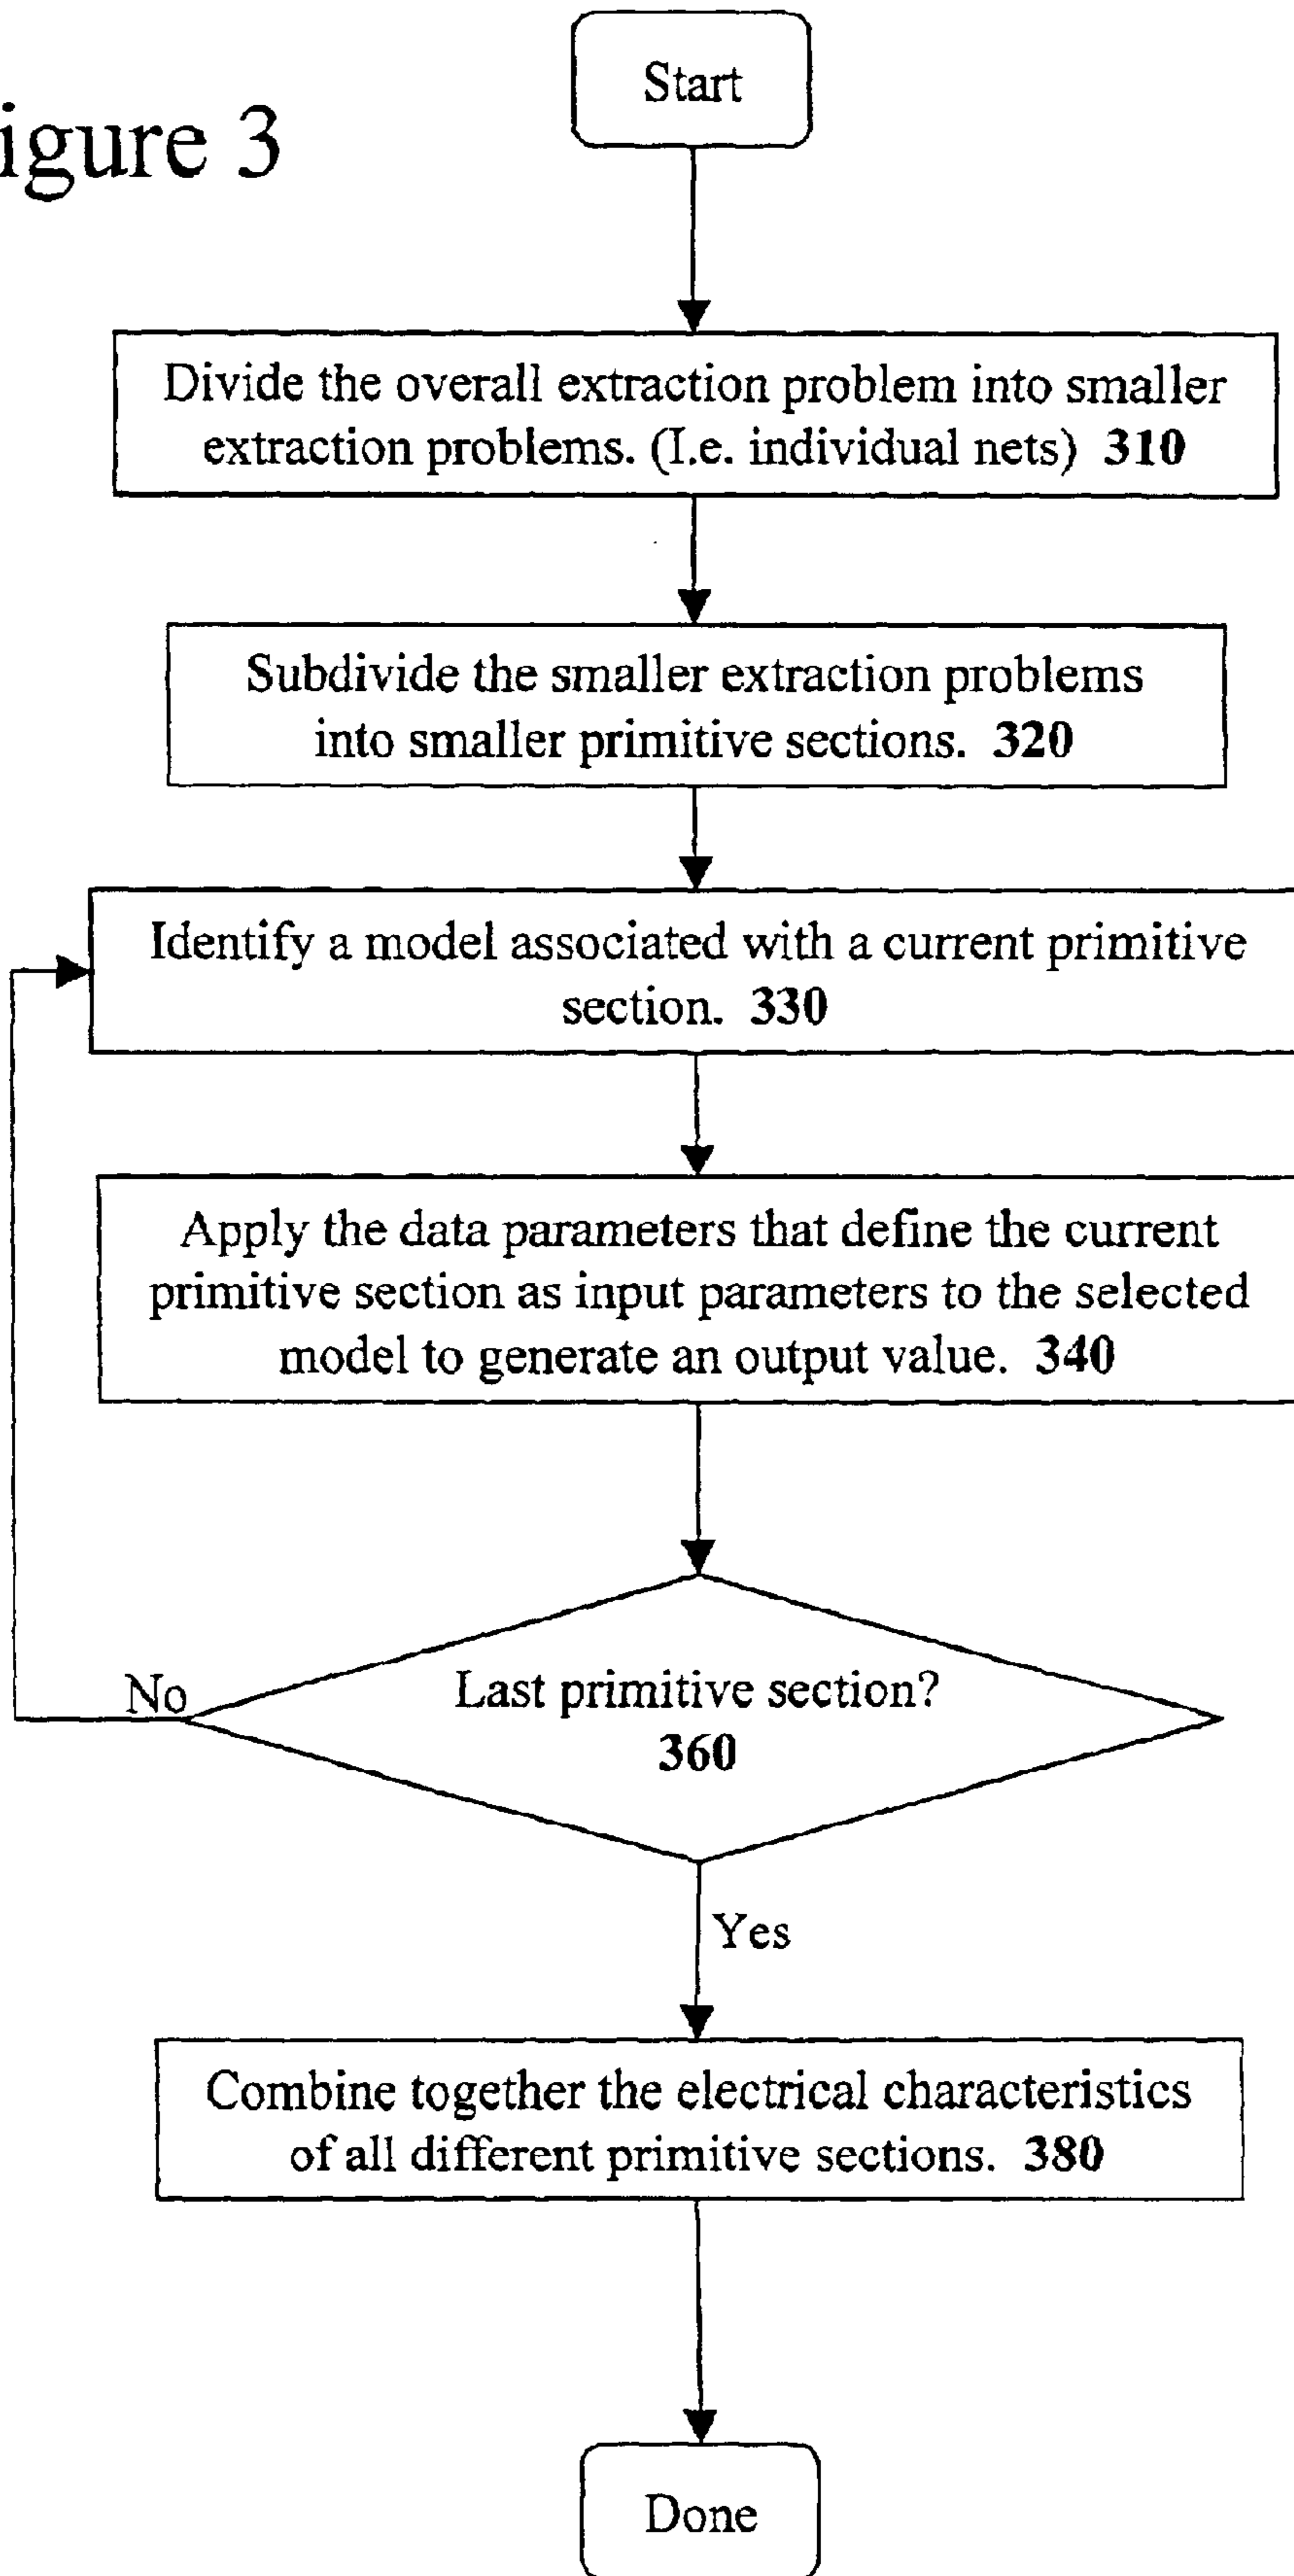 Start
igure 3
Divide the overall extraction problem into smaller
extraction problems. (I.e. individual nets) 310
Subdivide the smaller extraction problems
into smaller primitive sections. 320
Identify a model associated with a current primitive
section. 330
Apply the data parameters that define the current
primitive section as input parameters to the selected
model to generate an output value. 340
No
Last primitive section?
360
Yes
Combine together the electrical characteristics
of all different primitive sections. 380
Done